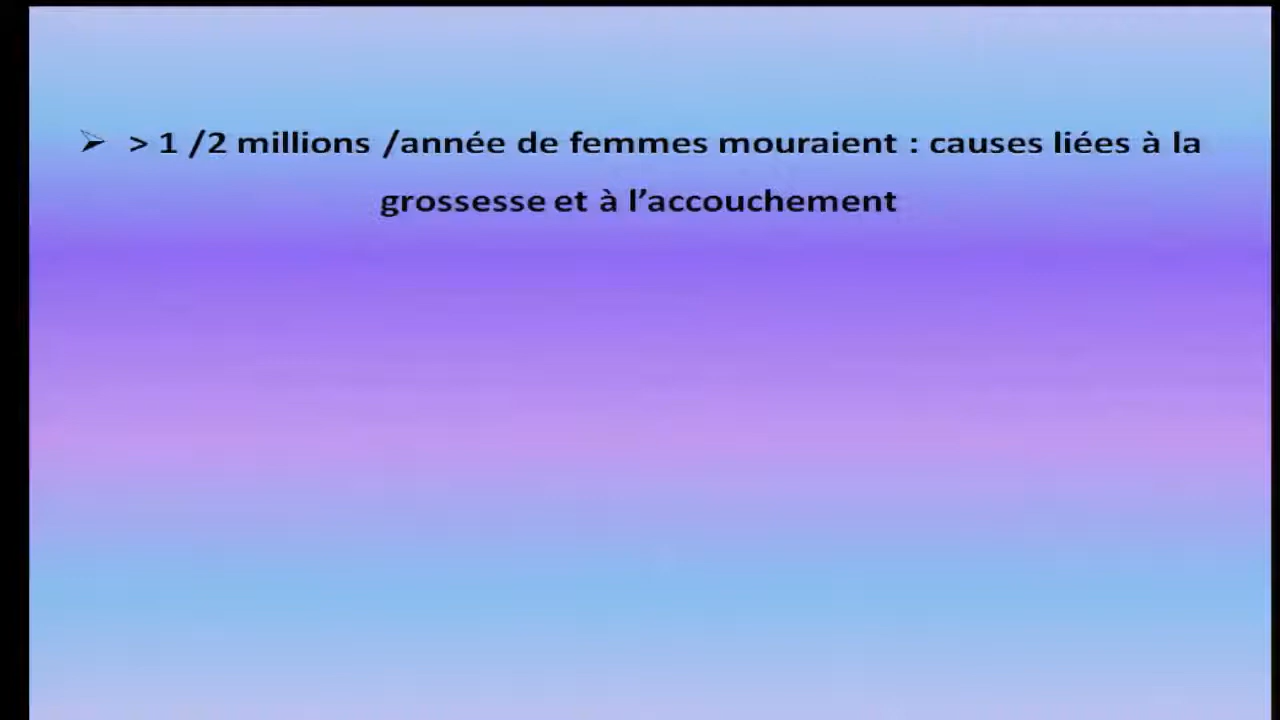 ➢ > 1 /2 millions /année de femmes mouraient : causes liées à la
grossesse et à l’accouchement